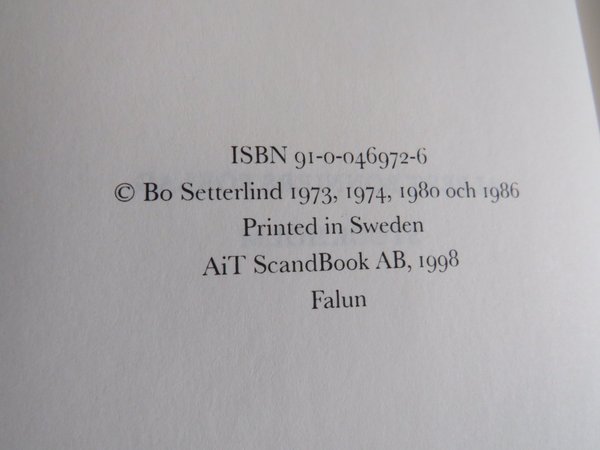 ISBN 91-0-046972-6
© Bo Setterlind 1973, 1974, 1980 och 1986
Printed in Sweden
AiT ScandBook AB, 1998
Falun